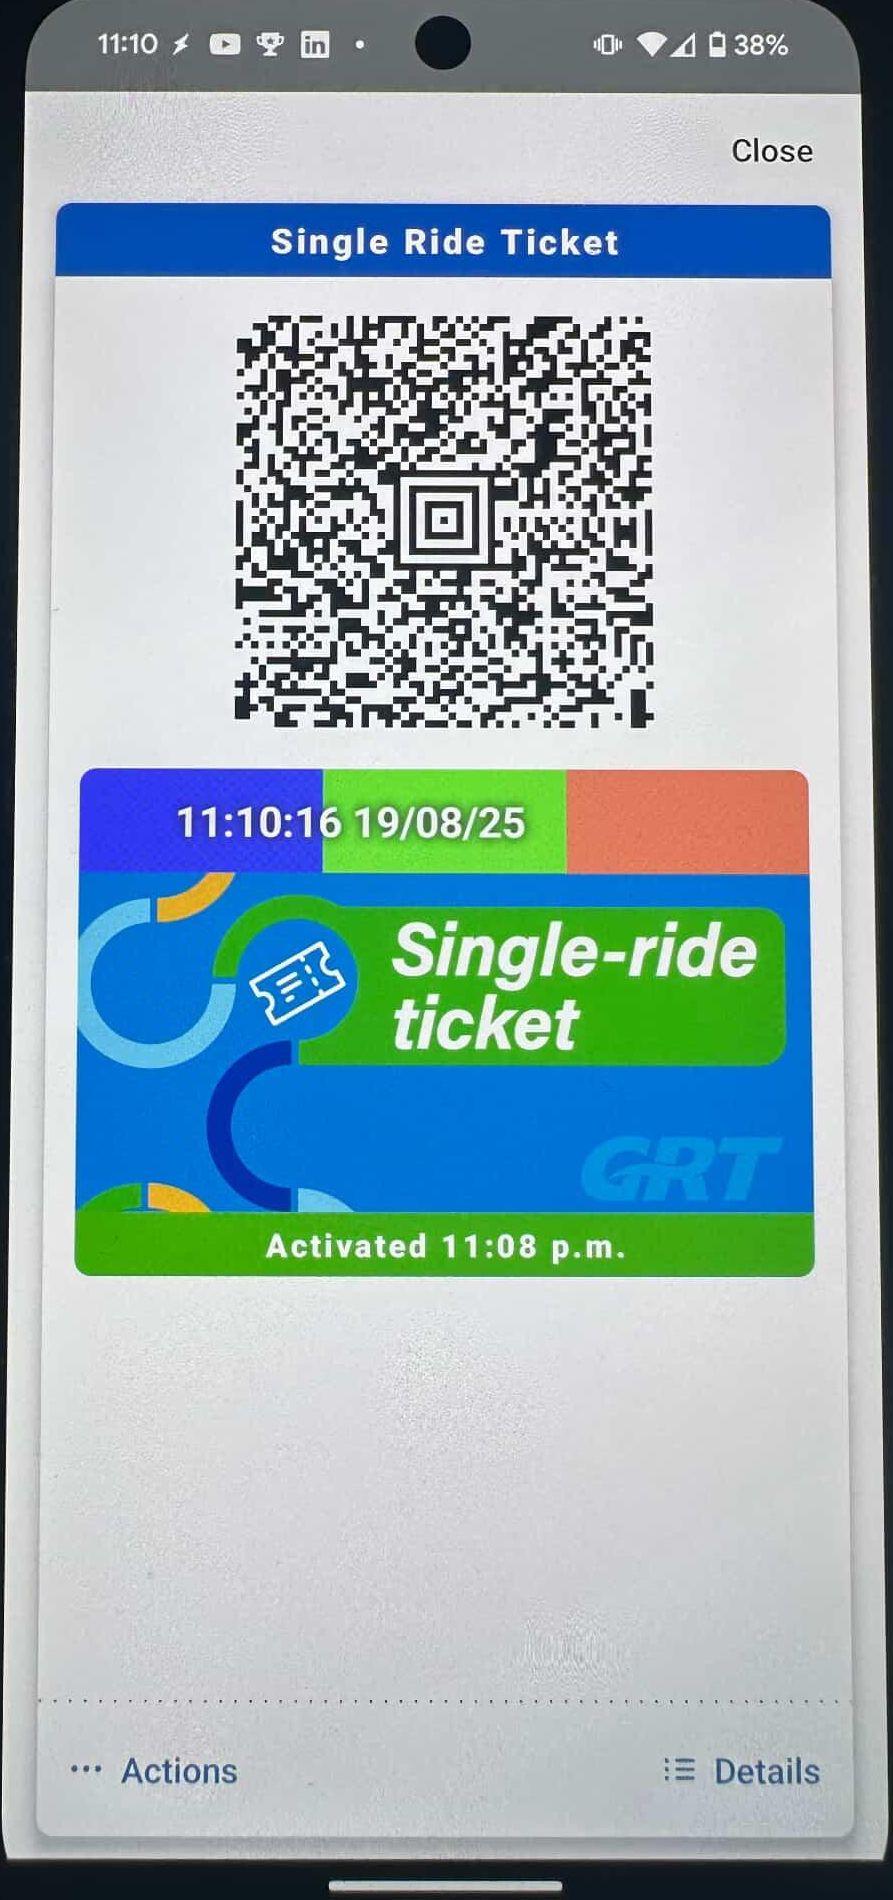 11:10 in 38%
Close
Single Ride Ticket
11:10:16 19/08/25
Single-ride
ticket
GRT
Activated 11:08 p.m.
Actions
Details